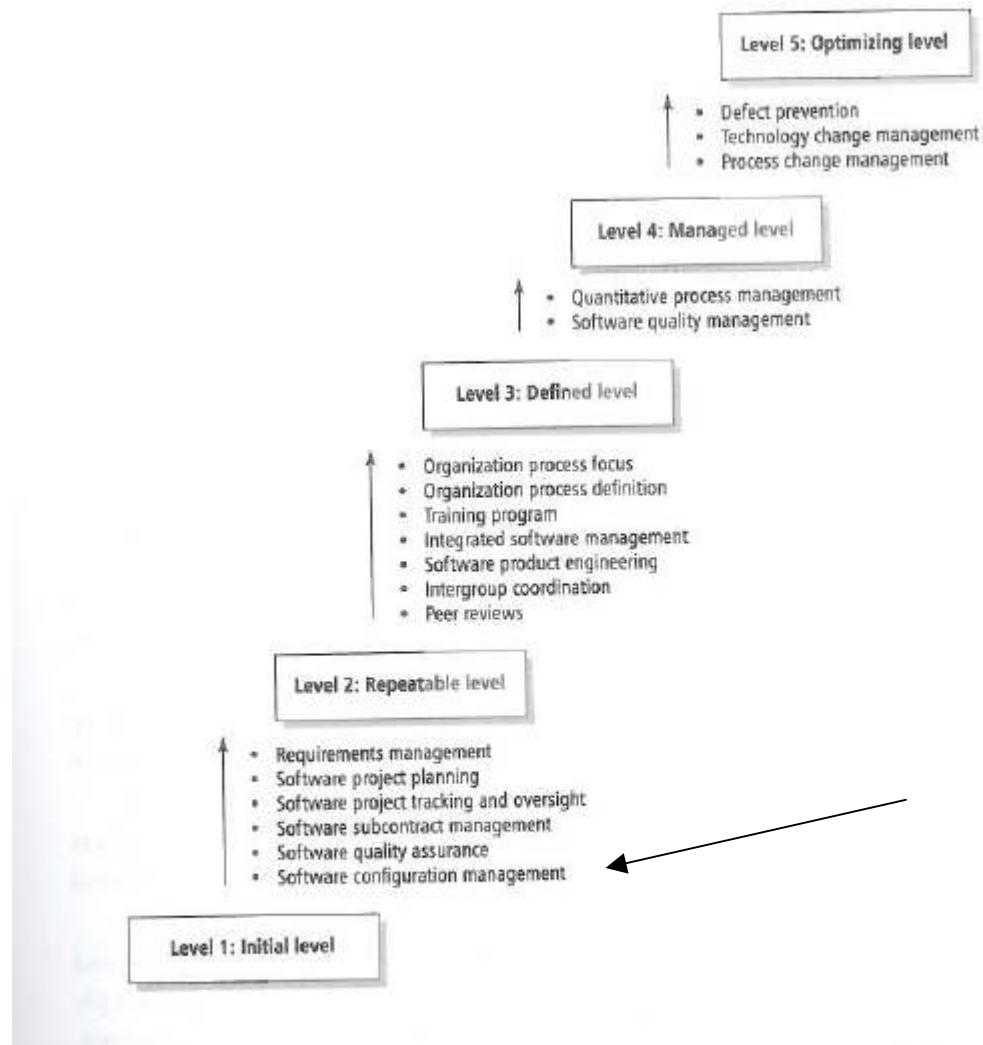 Level 5: Optimizing level
• Defect prevention
• Technology change management
• Process change management
Level 4: Managed level
• Quantitative process management
• Software quality management
Level 3: Defined level
• Organization process focus
• Organization process definition
• Training program
• Integrated software management
• Software product engineering
• Intergroup coordination
• Peer reviews
Level 2: Repeatable level
• Requirements management
• Software project planning
• Software project tracking and oversight
• Software subcontract management
• Software quality assurance
• Software configuration management
Level 1: Initial level